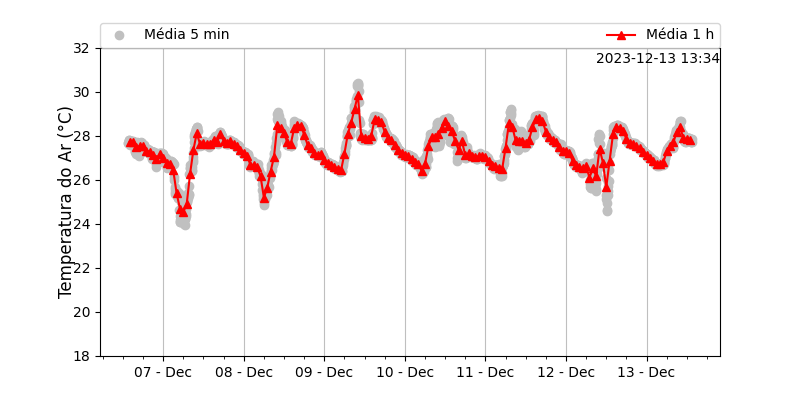 Média 5 min
Média 1 h
2023-12-13 13:34
Temperatura do Ar (°C)
32
30
28
26
24
22
20
18
07 - Dec
08 - Dec
09 - Dec
10 - Dec
11 - Dec
12 - Dec
13 - Dec